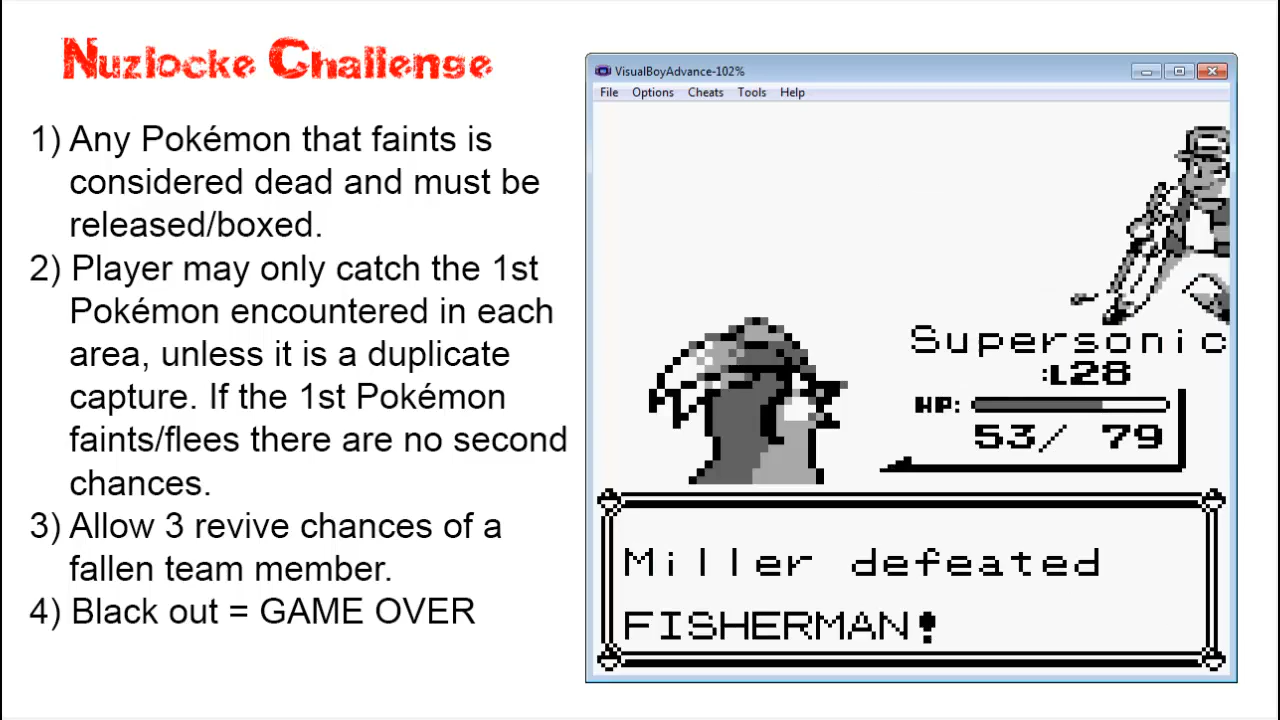 Nuzlocke Challenge
1) Any Pokémon that faints is
considered dead and must be
released/boxed.
2) Player may only catch the 1st
Pokémon encountered in each
area, unless it is a duplicate
capture. If the 1st Pokémon
faints/flees there are no second
chances.
3) Allow 3 revive chances of a
fallen team member.
4) Black out = GAME OVER
VisualBoyAdvance-102%
File Options Cheats Tools Help
Supersonic
:L28
HP:
53/ 79
Miller defeated
FISHERMAN!